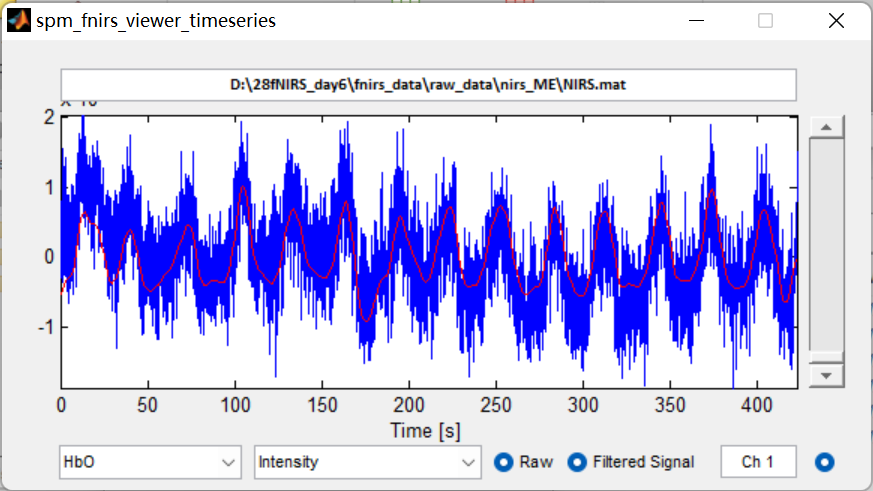 spm_fnirs_viewer_timeseries
D:\28fNIRS_day6\fnirs_data\raw_data\nirs_ME\NIRS.mat
2
1
0
-1
0 50 100 150 200 250 300 350 400
Time [s]
HbO Intensity Raw Filtered Signal Ch 1